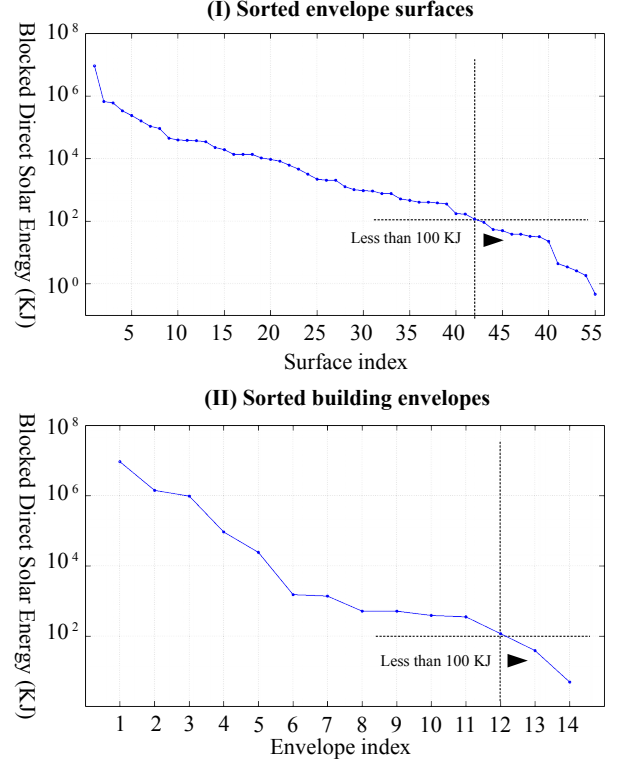 (I) Sorted envelope surfaces
Blocked Direct Solar Energy (KJ)
10^8
10^6
10^4
10^2
10^0
Less than 100 KJ
5 10 15 20 25 30 35 40 45 40 55
Surface index
(II) Sorted building envelopes
Blocked Direct Solar Energy (KJ)
10^8
10^6
10^4
10^2
Less than 100 KJ
1 2 3 4 5 6 7 8 9 10 11 12 13 14
Envelope index